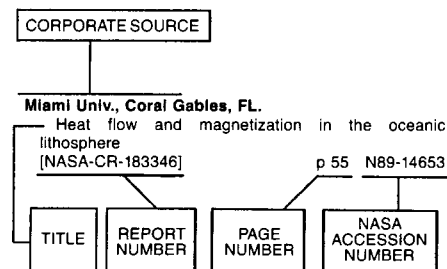 CORPORATE SOURCE
Miami Univ., Coral Gables, FL.
Heat flow and magnetization in the oceanic
lithosphere
[NASA-CR-183346] p 55 N89-14653
TITLE
REPORT
NUMBER
PAGE
NUMBER
NASA
ACCESSION
NUMBER